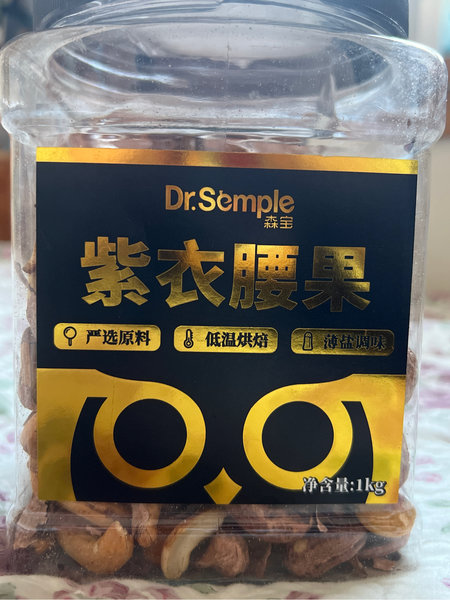 Dr.Semple
森宝
紫衣腰果
严选原料 低温烘焙 薄盐调味
净含量:1kg